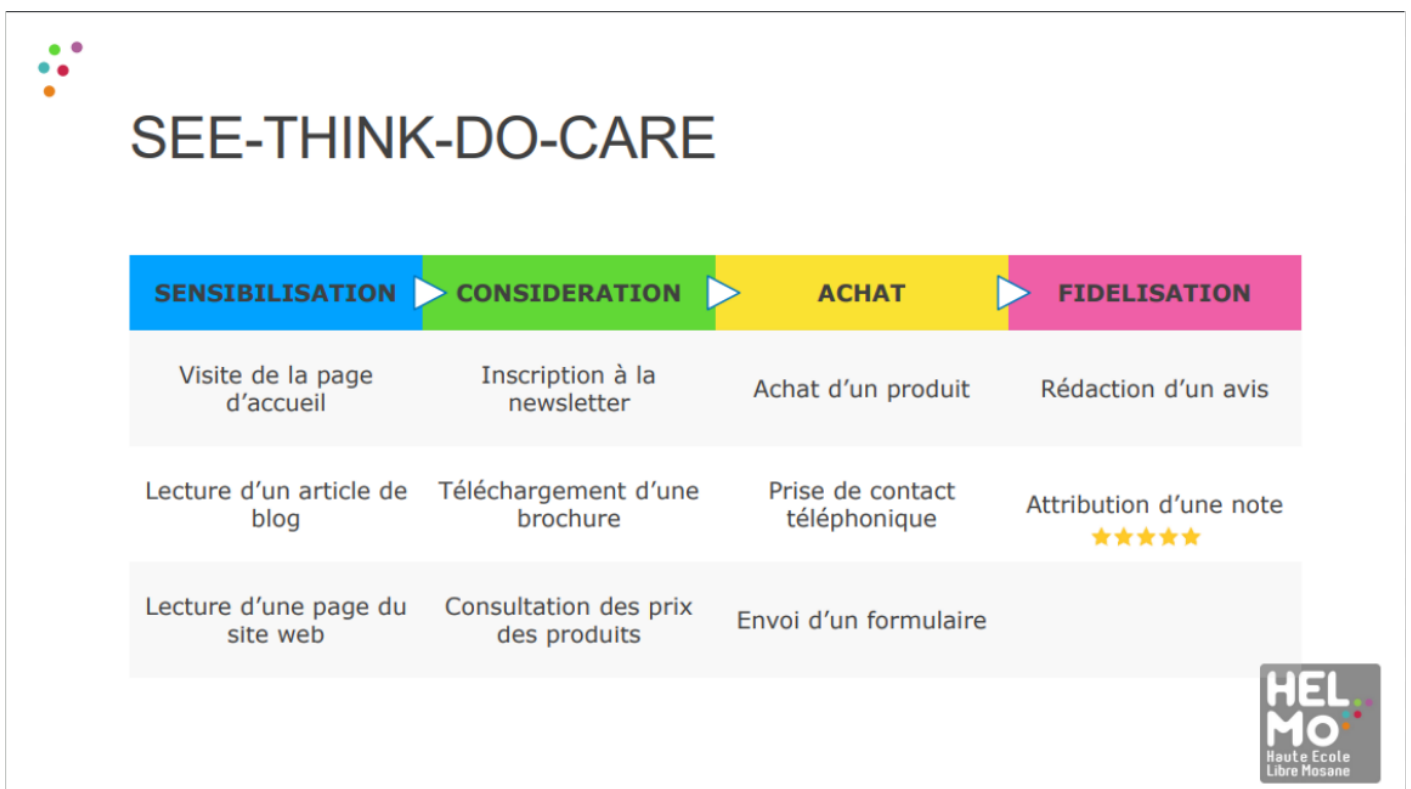 SEE-THINK-DO-CARE
SENSIBILISATION
CONSIDERATION
ACHAT
FIDELISATION
Visite de la page
d'accueil
Inscription à la
newsletter
Achat d'un produit
Rédaction d'un avis
Lecture d'un article de
blog
Téléchargement d'une
brochure
Prise de contact
téléphonique
Attribution d'une note
Lecture d'une page du
site web
Consultation des prix
des produits
Envoi d'un formulaire
HEL
MO
Haute Ecole
Libre Mosane